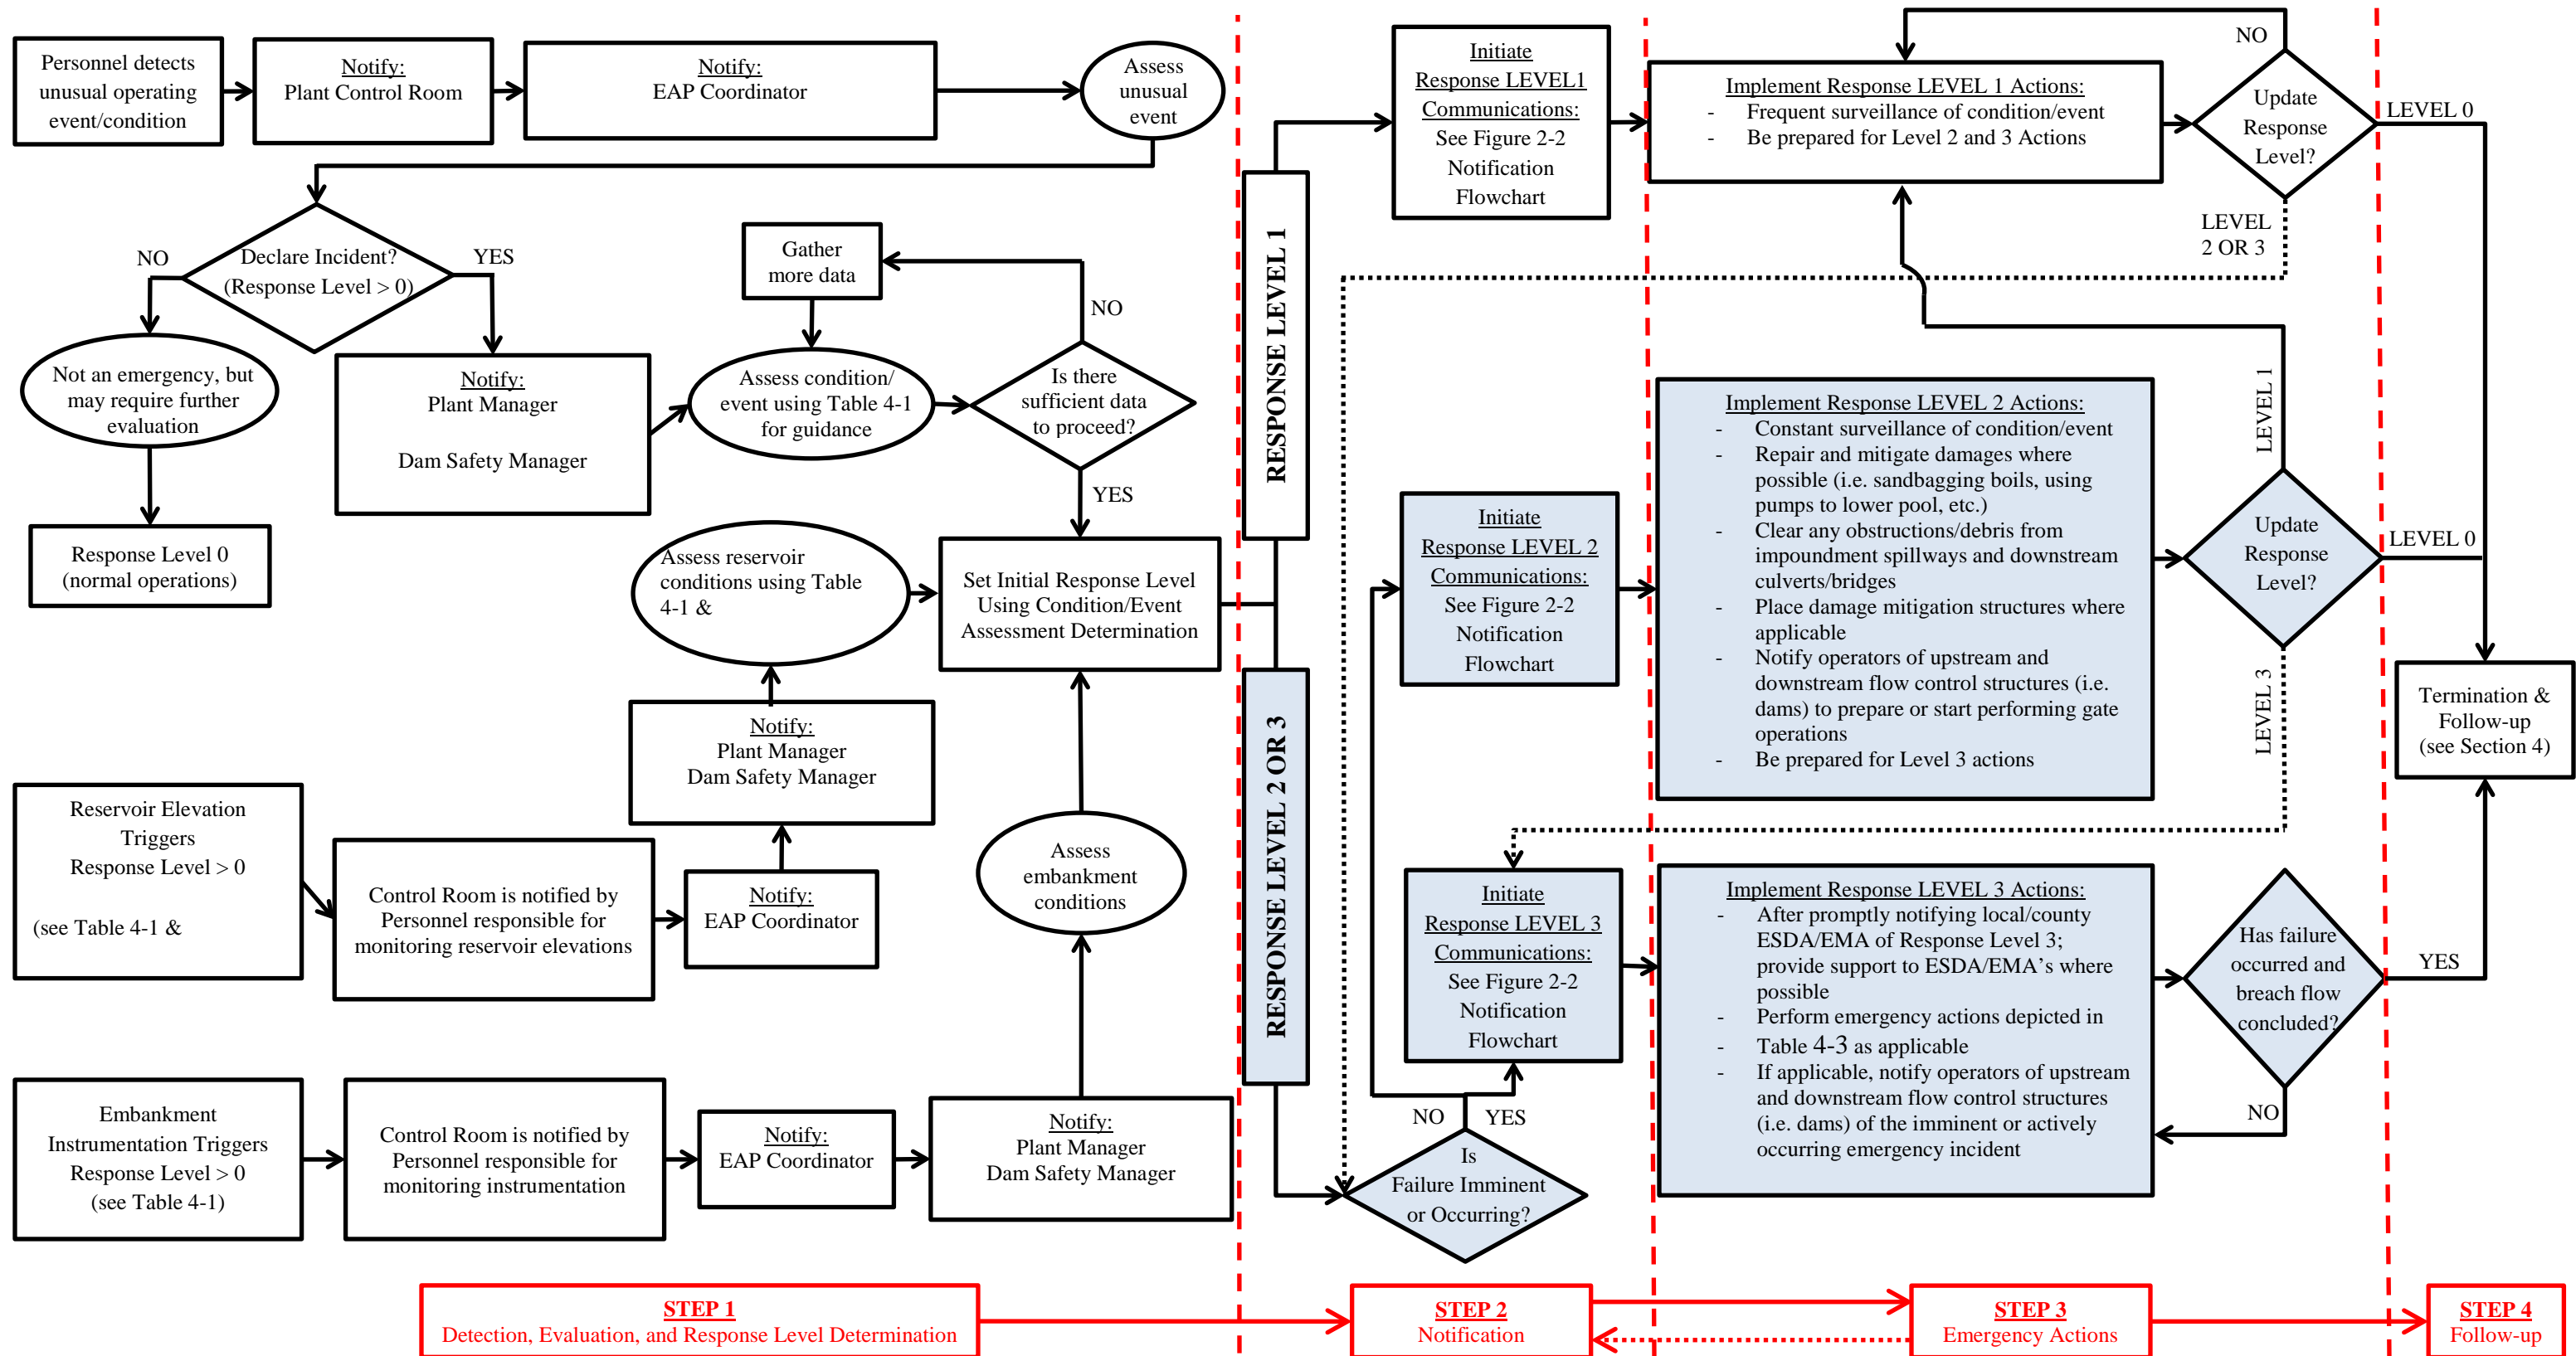 Personnel detects
unusual operating
event/condition
Notify:
Plant Control Room
Notify:
EAP Coordinator
Assess
unusual
event
Declare Incident?
(Response Level > 0)
NO
YES
Not an emergency, but
may require further
evaluation
Response Level 0
(normal operations)
Notify:
Plant Manager
Dam Safety Manager
Gather
more data
Assess condition/
event using Table 4-1
for guidance
Is there
sufficient data
to proceed?
NO
YES
Assess reservoir
conditions using Table
4-1 &
Set Initial Response Level
Using Condition/Event
Assessment Determination
Notify:
Plant Manager
Dam Safety Manager
Reservoir Elevation
Triggers
Response Level > 0
(see Table 4-1 &
Control Room is notified by
Personnel responsible for
monitoring reservoir elevations
Notify:
EAP Coordinator
Assess
embankment
conditions
Embankment
Instrumentation Triggers
Response Level > 0
(see Table 4-1)
Control Room is notified by
Personnel responsible for
monitoring instrumentation
Notify:
EAP Coordinator
Notify:
Plant Manager
Dam Safety Manager
RESPONSE LEVEL 1
RESPONSE LEVEL 2 OR 3
Initiate
Response LEVEL1
Communications:
See Figure 2-2
Notification
Flowchart
Implement Response LEVEL 1 Actions:
- Frequent surveillance of condition/event
- Be prepared for Level 2 and 3 Actions
Update
Response
Level?
NO
LEVEL 0
LEVEL
2 OR 3
Initiate
Response LEVEL 2
Communications:
See Figure 2-2
Notification
Flowchart
Implement Response LEVEL 2 Actions:
- Constant surveillance of condition/event
- Repair and mitigate damages where
possible (i.e. sandbagging boils, using
pumps to lower pool, etc.)
- Clear any obstructions/debris from
impoundment spillways and downstream
culverts/bridges
- Place damage mitigation structures where
applicable
- Notify operators of upstream and
downstream flow control structures (i.e.
dams) to prepare or start performing gate
operations
- Be prepared for Level 3 actions
LEVEL 1
Update
Response
Level?
LEVEL 0
LEVEL 3
Termination &
Follow-up
(see Section 4)
Initiate
Response LEVEL 3
Communications:
See Figure 2-2
Notification
Flowchart
Implement Response LEVEL 3 Actions:
- After promptly notifying local/county
ESDA/EMA of Response Level 3;
provide support to ESDA/EMA’s where
possible
- Perform emergency actions depicted in
- Table 4-3 as applicable
- If applicable, notify operators of upstream
and downstream flow control structures
(i.e. dams) of the imminent or actively
occurring emergency incident
Has failure
occurred and
breach flow
concluded?
YES
NO
NO
YES
Is
Failure Imminent
or Occurring?
STEP 1
Detection, Evaluation, and Response Level Determination
STEP 2
Notification
STEP 3
Emergency Actions
STEP 4
Follow-up